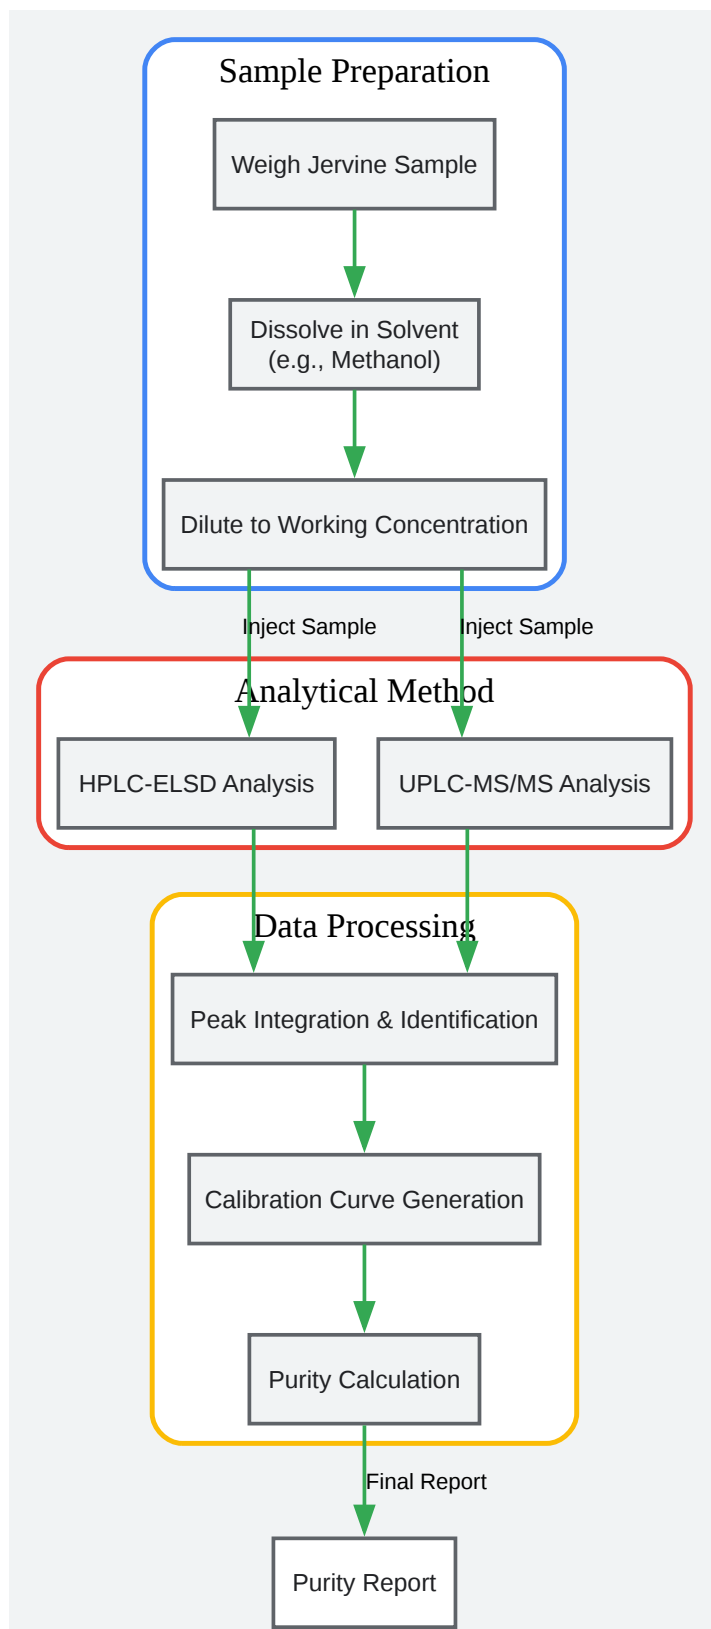 Sample Preparation
Weigh Jervine Sample
Dissolve in Solvent
(e.g., Methanol)
Dilute to Working Concentration
Inject Sample
Inject Sample
Analytical Method
HPLC-ELSD Analysis
UPLC-MS/MS Analysis
Data Processing
Peak Integration & Identification
Calibration Curve Generation
Purity Calculation
Final Report
Purity Report